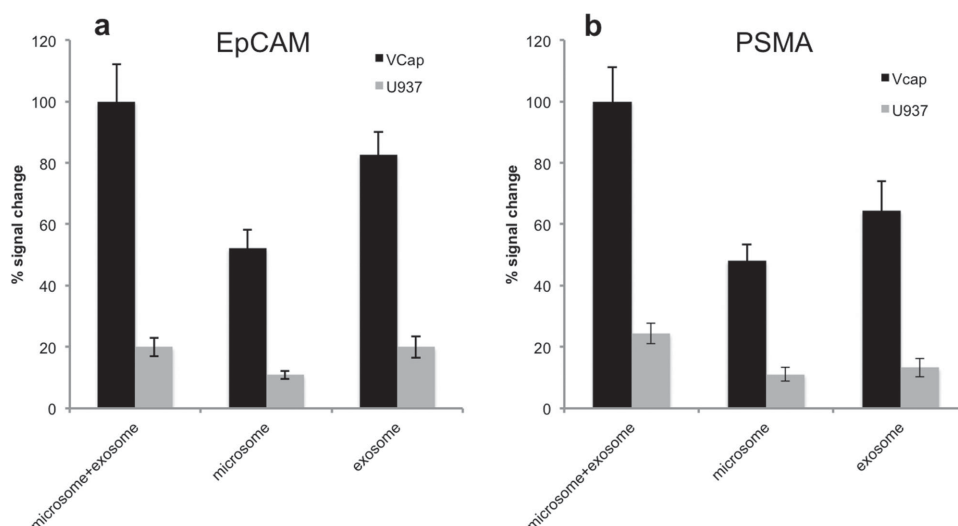 a
EpCAM
VCap
U937
120
100
80
60
40
20
0
% signal change
microsome+exosome
microsome
exosome
b
PSMA
Vcap
U937
120
100
80
60
40
20
0
% signal change
microsome+exosome
microsome
exosome